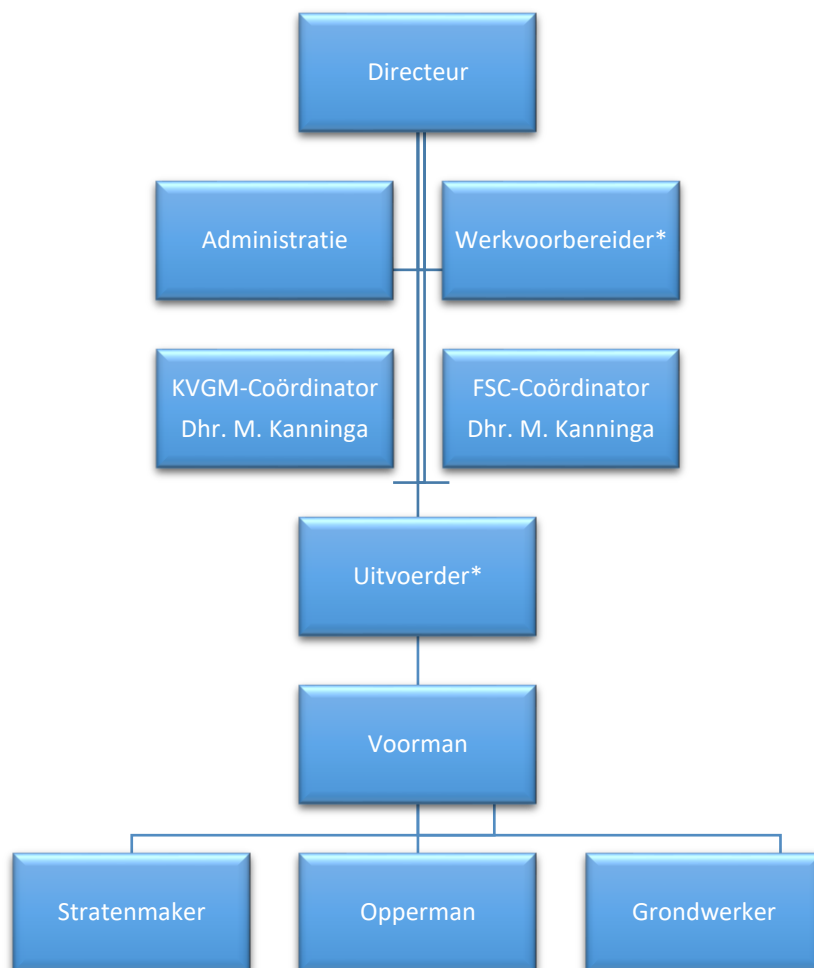 Directeur
Administratie
Werkvoorbereider*
KVGM-Coördinator
Dhr. M. Kanninga
FSC-Coördinator
Dhr. M. Kanninga
Uitvoerder*
Voorman
Stratenmaker
Opperman
Grondwerker